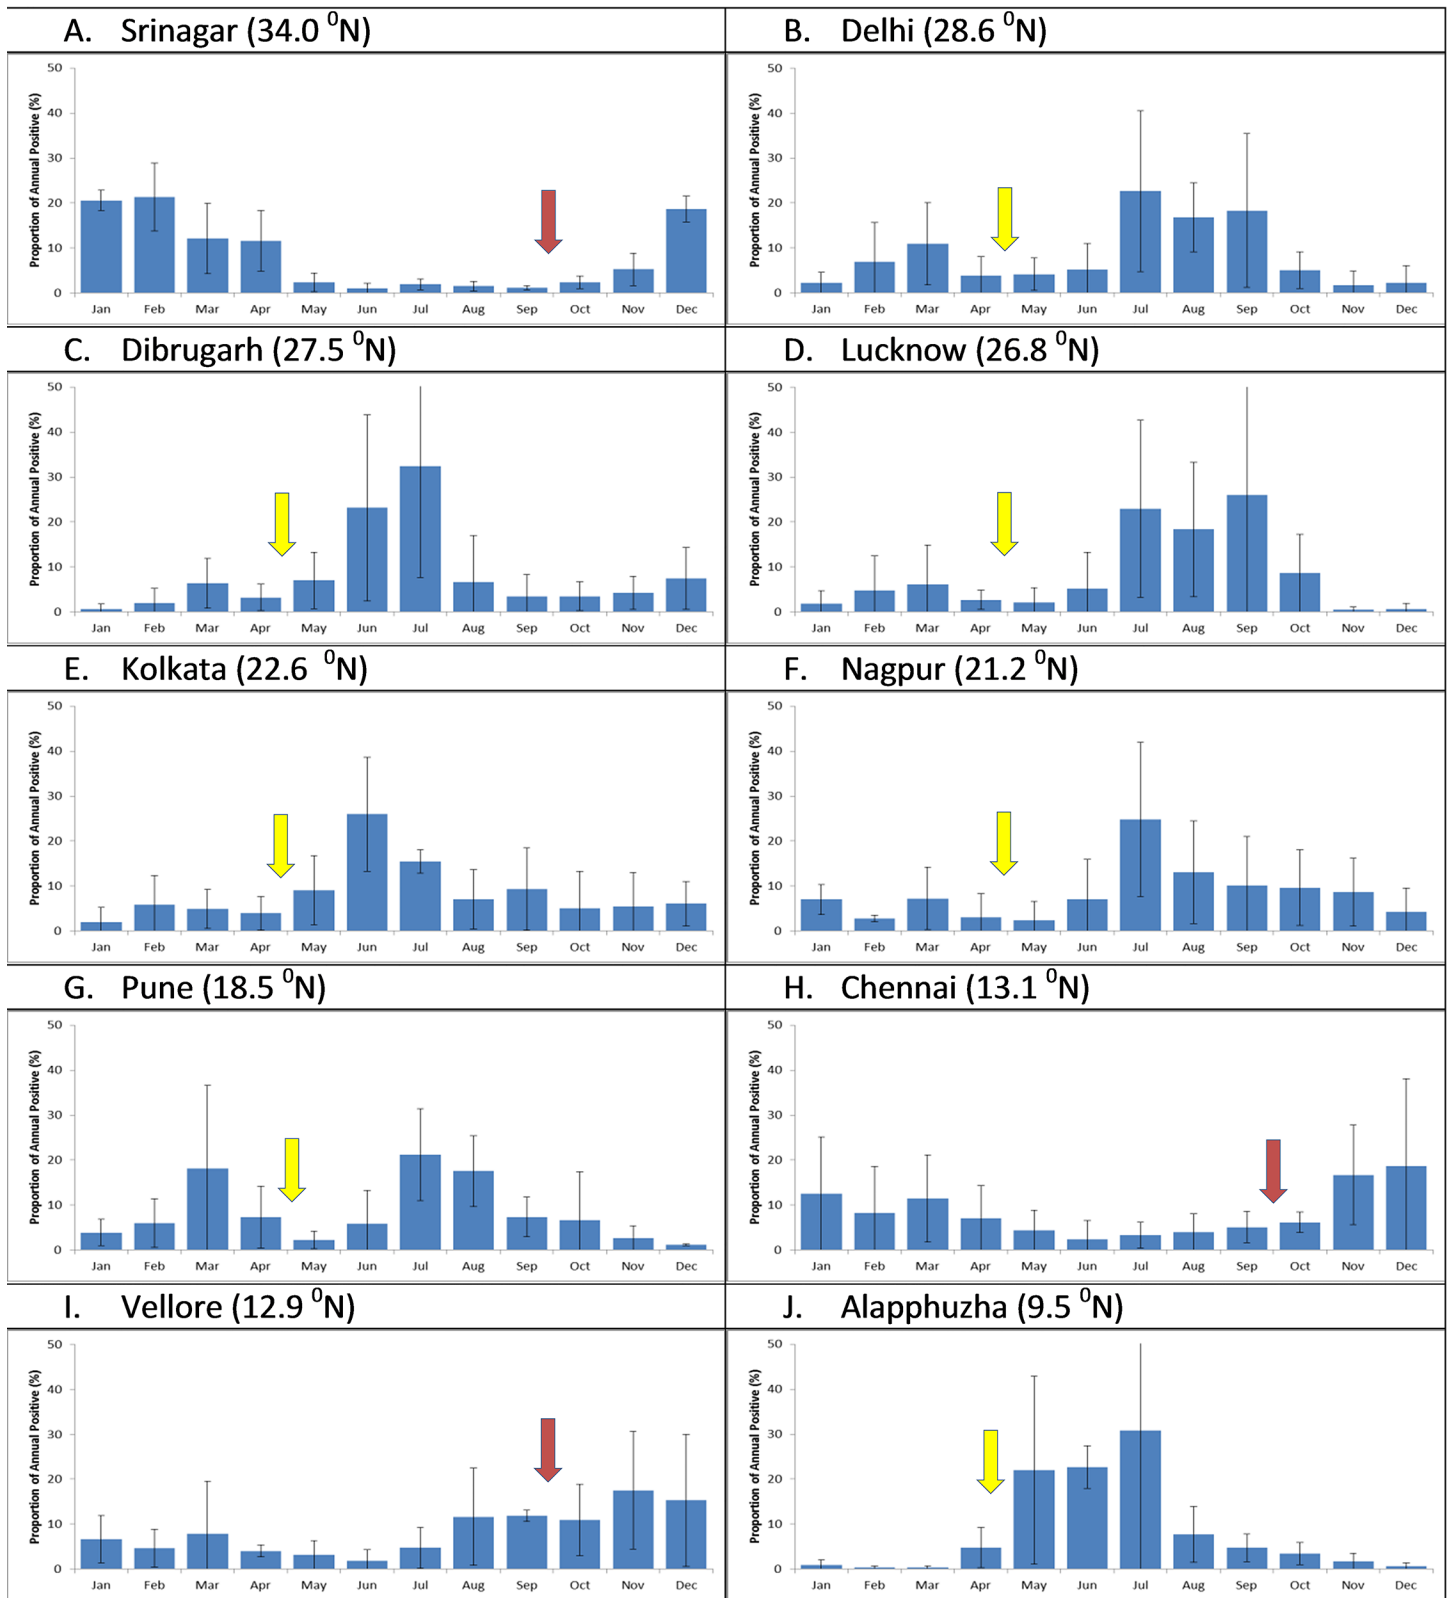 A. Srinagar (34.0 ⁰N)
Proportion of Annual Positive (%)
50
40
30
20
10
0
Jan Feb Mar Apr May Jun Jul Aug Sep Oct Nov Dec
B. Delhi (28.6 ⁰N)
Proportion of Annual Positive (%)
50
40
30
20
10
0
Jan Feb Mar Apr May Jun Jul Aug Sep Oct Nov Dec
C. Dibrugarh (27.5 ⁰N)
Proportion of Annual Positive (%)
50
40
30
20
10
0
Jan Feb Mar Apr May Jun Jul Aug Sep Oct Nov Dec
D. Lucknow (26.8 ⁰N)
Proportion of Annual Positive (%)
50
40
30
20
10
0
Jan Feb Mar Apr May Jun Jul Aug Sep Oct Nov Dec
E. Kolkata (22.6 ⁰N)
Proportion of Annual Positive (%)
50
40
30
20
10
0
Jan Feb Mar Apr May Jun Jul Aug Sep Oct Nov Dec
F. Nagpur (21.2 ⁰N)
Proportion of Annual Positive (%)
50
40
30
20
10
0
Jan Feb Mar Apr May Jun Jul Aug Sep Oct Nov Dec
G. Pune (18.5 ⁰N)
Proportion of Annual Positive (%)
50
40
30
20
10
0
Jan Feb Mar Apr May Jun Jul Aug Sep Oct Nov Dec
H. Chennai (13.1 ⁰N)
Proportion of Annual Positive (%)
50
40
30
20
10
0
Jan Feb Mar Apr May Jun Jul Aug Sep Oct Nov Dec
I. Vellore (12.9 ⁰N)
Proportion of Annual Positive (%)
50
40
30
20
10
0
Jan Feb Mar Apr May Jun Jul Aug Sep Oct Nov Dec
J. Alapphuzha (9.5 ⁰N)
Proportion of Annual Positive (%)
50
40
30
20
10
0
Jan Feb Mar Apr May Jun Jul Aug Sep Oct Nov Dec